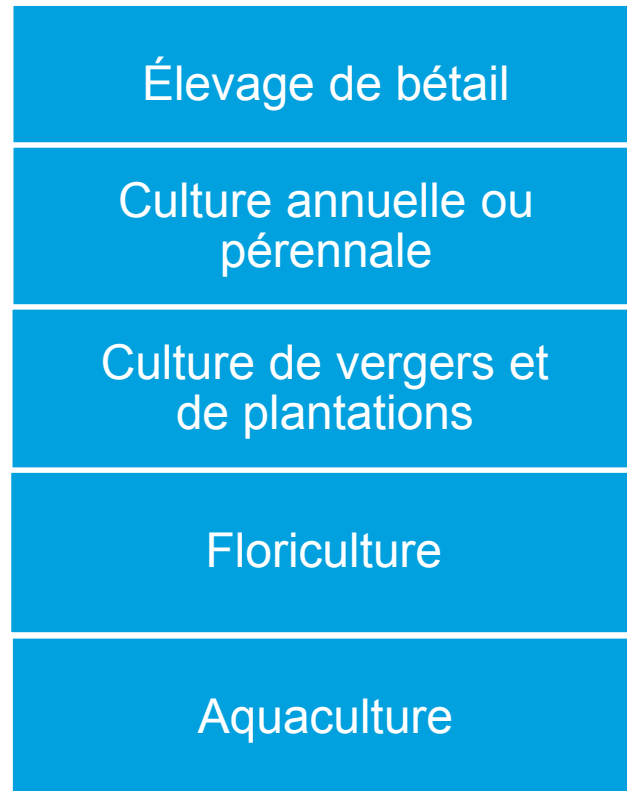 Élevage de bétail
Culture annuelle ou
pérennale
Culture de vergers et
de plantations
Floriculture
Aquaculture